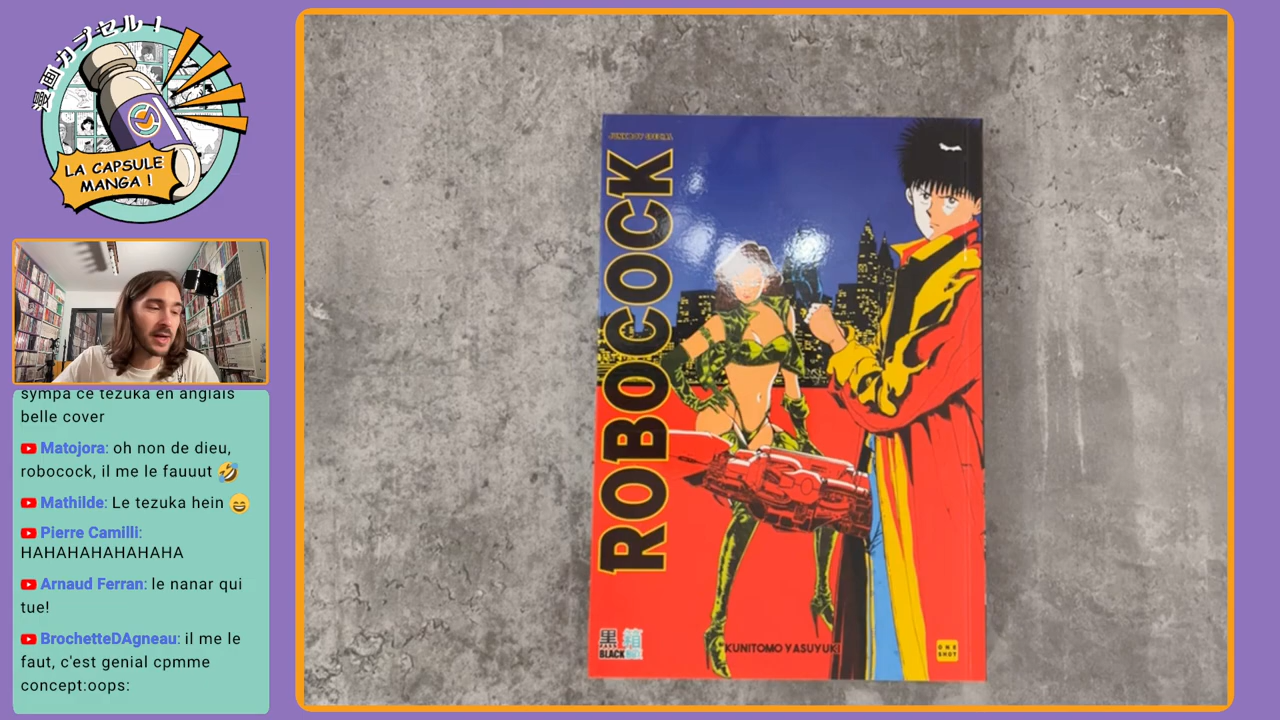 漫画カプセル!
LA CAPSULE
MANGA !
sympa ce tezuka en anglais
belle cover
Matojora: oh non de dieu,
robocock, il me le fauuut 🤣
Mathilde: Le tezuka hein 😄
Pierre Camilli:
HAHAHAHAHAHAHA
Arnaud Ferran: le nanar qui
tue!
BrochetteDAgneau: il me le
faut, c'est genial cpmme
concept:oops:
JUNK BOY SPECIAL
ROBOCOCK
黒箱
BLACK BOX
KUNITOMO YASUYUKI
ONE
SHOT